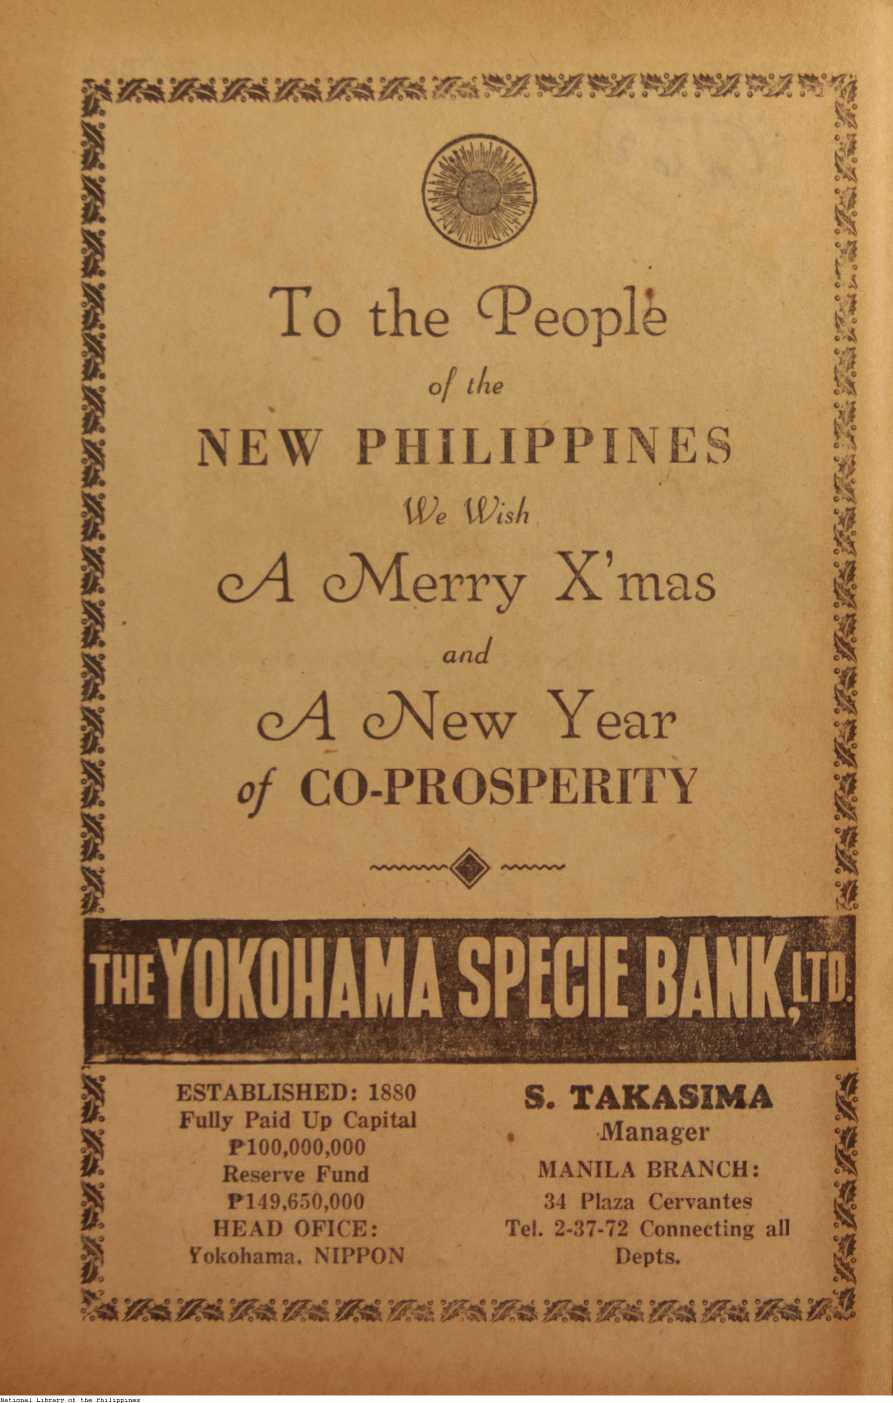 To the People
of the
NEW PHILIPPINES
We Wish
A Merry X'mas
and
A New Year
of CO-PROSPERITY
THE YOKOHAMA SPECIE BANK, LTD.
ESTABLISHED: 1880
Fully Paid Up Capital
₱100,000,000
Reserve Fund
₱149,650,000
HEAD OFICE:
Yokohama. NIPPON
S. TAKASIMA
Manager
MANILA BRANCH:
34 Plaza Cervantes
Tel. 2-37-72 Connecting all
Depts.
National Library of the Philippines